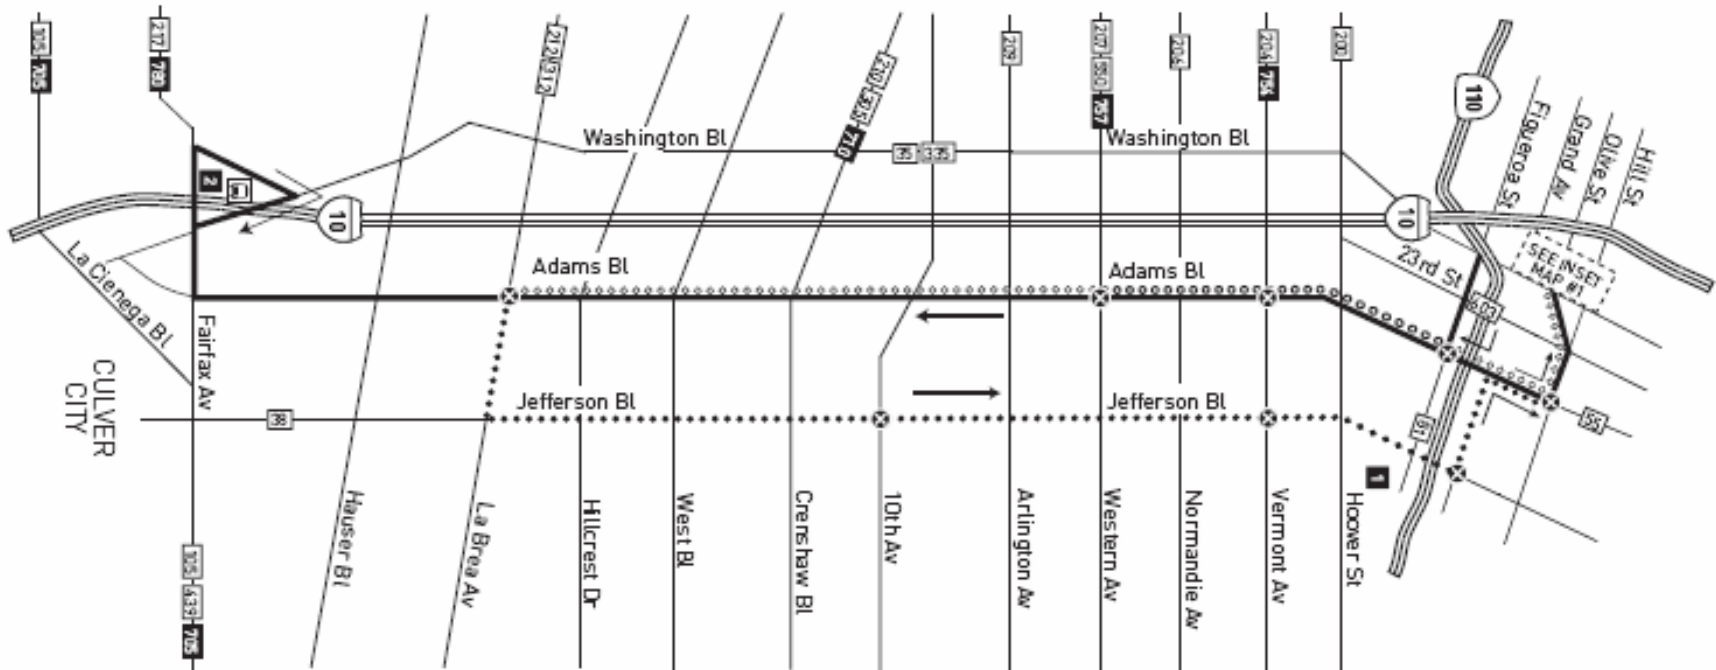 105 705
217 780
212/312
210 305
710
209
207 550 757
206
204 754
200
110
Figueroa St
Grand Av
Olive St
Hill St
Washington Bl
35 335
Washington Bl
2
10
10
SEE INSET
MAP #1
23rd St
La Cienega Bl
Adams Bl
Adams Bl
603
Fairfax Av
CULVER
CITY
38
Jefferson Bl
Jefferson Bl
81
55
1
Hauser Bl
La Brea Av
Hillcrest Dr
West Bl
Crenshaw Bl
10th Av
Arlington Av
Western Av
Normandie Av
Vermont Av
Hoover St
105 439 705